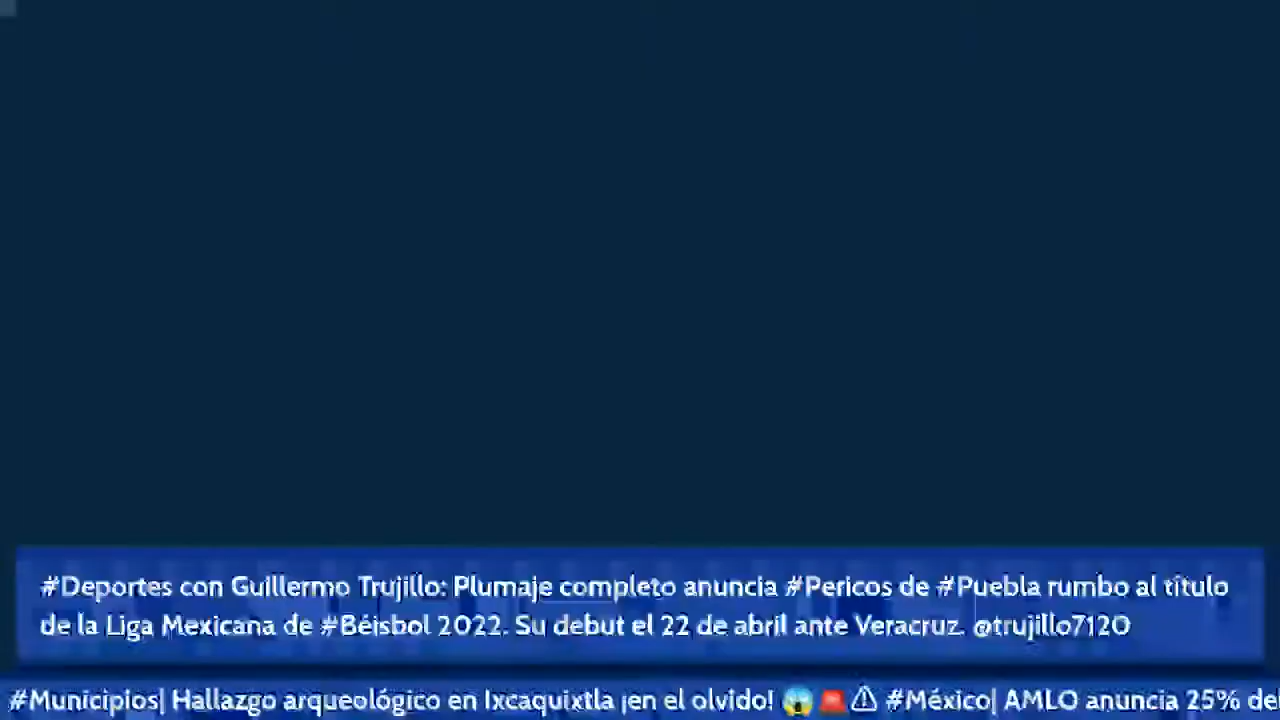 #Deportes con Guillermo Trujillo: Plumaje completo anuncia #Pericos de #Puebla rumbo al título
de la Liga Mexicana de #Béisbol 2022. Su debut el 22 de abril ante Veracruz. @trujillo7120
#Municipios| Hallazgo arqueológico en Ixcaquixtla ¡en el olvido! 😱🚨⚠ #México| AMLO anuncia 25% de